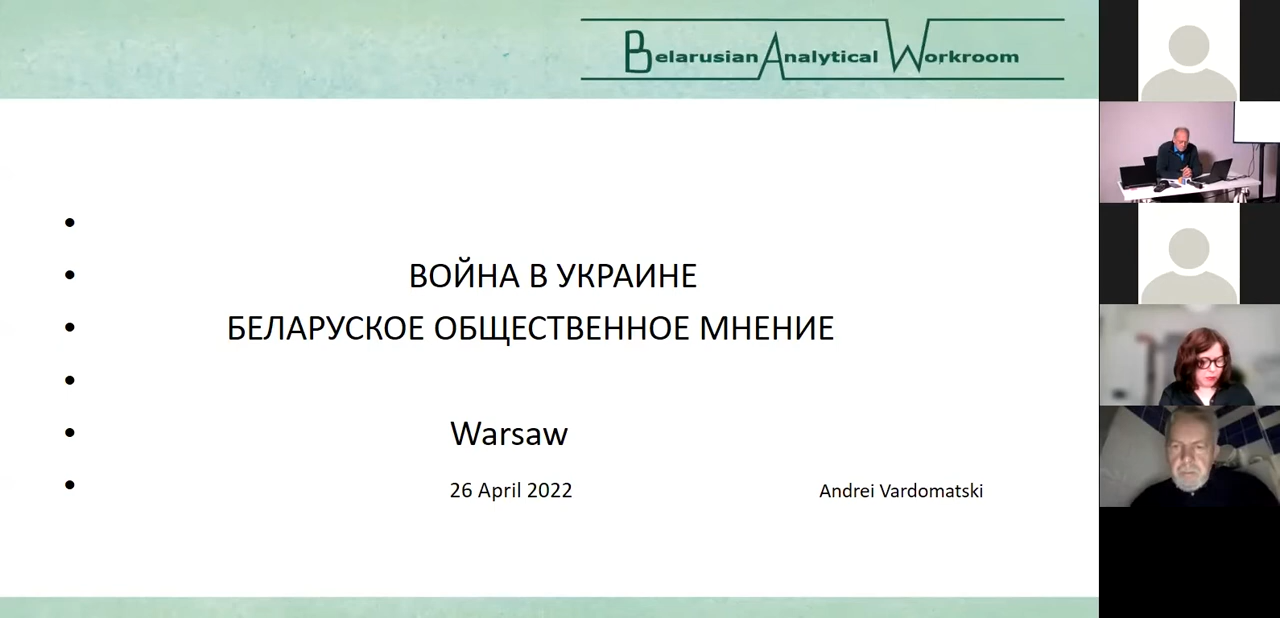 Belarusian Analytical Workroom
ВОЙНА В УКРАИНЕ
БЕЛАРУСКОЕ ОБЩЕСТВЕННОЕ МНЕНИЕ
Warsaw
26 April 2022 Andrei Vardomatski